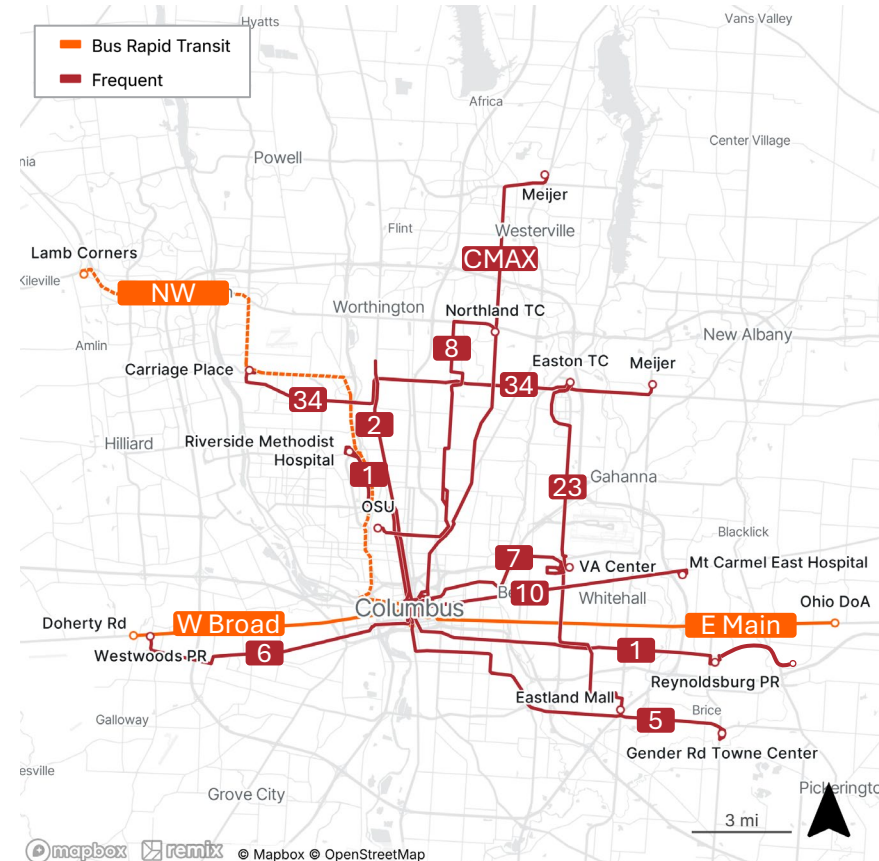 Hyatts
Vans Valley
Bus Rapid Transit
Frequent
Africa
Center Village
Powell
nia
Meijer
Flint
Westerville
Lamb Corners
CMAX
Kileville
NW
Worthington
Northland TC
New Albany
8
Amlin
Easton TC
Meijer
Carriage Place
34
34
2
Hilliard
Riverside Methodist
Hospital
1
Gahanna
23
OSU
Blacklick
7
VA Center
Mt Carmel East Hospital
Be
10
Whitehall
Columbus
Ohio DoA
Doherty Rd
W Broad
E Main
Westwoods PR
6
1
Reynoldsburg PR
Eastland Mall
Brice
Galloway
5
Gender Rd Towne Center
esville
Grove City
Pickerington
3 mi
mapbox
remix
© Mapbox © OpenStreetMap